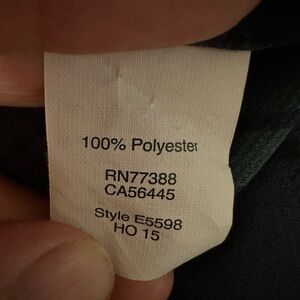 100% Polyester
RN77388
CA56445
Style E5598
HO 15